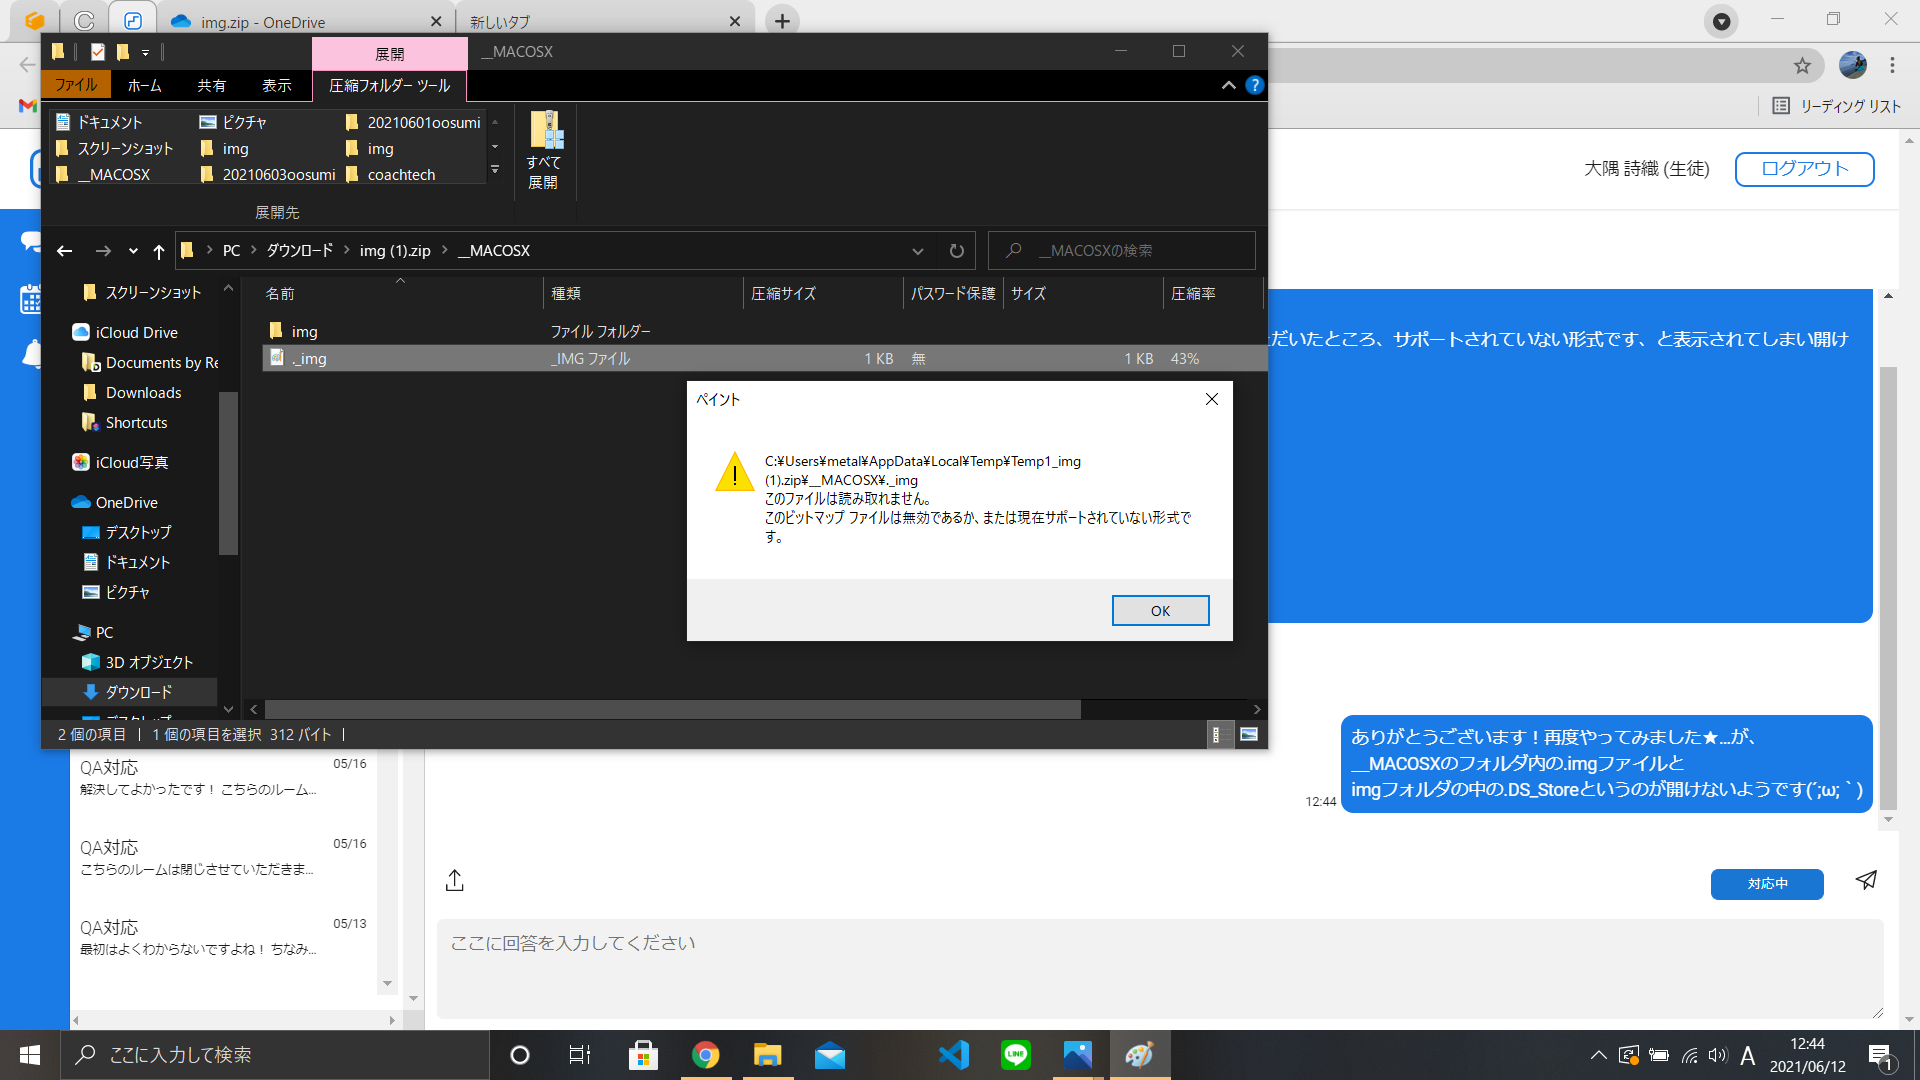 img.zip - OneDrive
新しいタブ
展開
__MACOSX
ファイル
ホーム
共有
表示
圧縮フォルダー ツール
リーディング リスト
ドキュメント
ピクチャ
20210601oosumi
スクリーンショット
img
img
__MACOSX
20210603oosumi
coachtech
すべて
展開
展開先
大隅 詩織 (生徒)
ログアウト
PC
ダウンロード
img (1).zip
__MACOSX
__MACOSXの検索
名前
種類
圧縮サイズ
パスワード保護
サイズ
圧縮率
img
ファイル フォルダー
._img
_IMG ファイル
1 KB
無
1 KB
43%
スクリーンショット
iCloud Drive
Documents by Re
Downloads
Shortcuts
iCloud写真
OneDrive
デスクトップ
ドキュメント
ピクチャ
PC
3D オブジェクト
ダウンロード
デスクトップ
だいたところ、サポートされていない形式です、と表示されてしまい開け
ペイント
C:¥Users¥metal¥AppData¥Local¥Temp¥Temp1_img
(1).zip¥__MACOSX¥._img
このファイルは読み取れません。
このビットマップ ファイルは無効であるか、または現在サポートされていない形式で
す。
OK
2 個の項目
1 個の項目を選択 312 バイト
ありがとうございます！再度やってみました★...が、
__MACOSXのフォルダ内の.imgファイルと
imgフォルダの中の.DS_Storeというのが開けないようです(´;ω;｀)
12:44
QA対応
05/16
解決してよかったです！ こちらのルーム...
QA対応
05/16
こちらのルームは閉じさせていただきま...
QA対応
05/13
最初はよくわからないですよね！ ちなみ...
対応中
ここに回答を入力してください
ここに入力して検索
LINE
A
12:44
2021/06/12
1